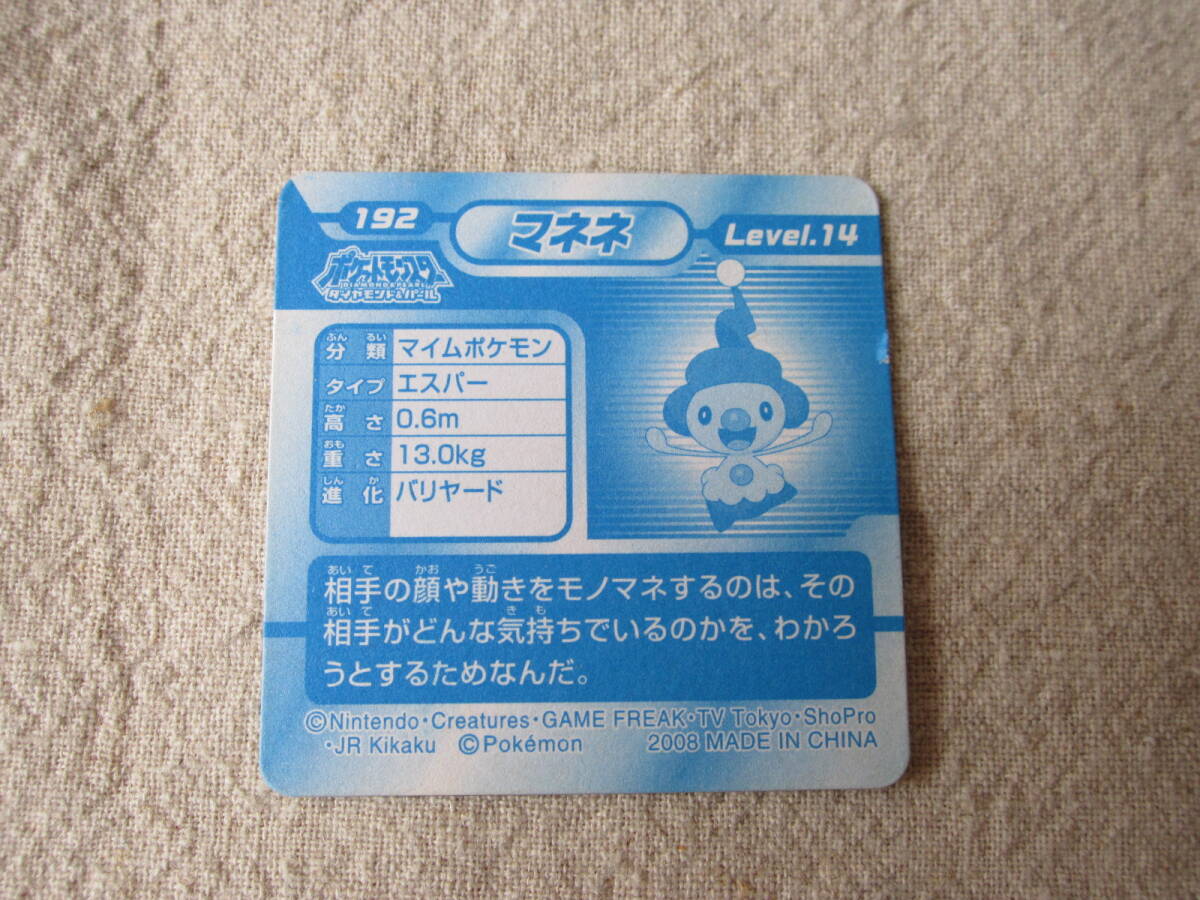 192
マネネ
Level.14
ポケットモンスター
DIAMOND&PEARL
ダイヤモンド&パール
ぶん るい
分 類 マイムポケモン
タイプ エスパー
たか
高 さ 0.6m
おも
重 さ 13.0kg
しん か
進 化 バリヤード
あい て かお うご
相手の顔や動きをモノマネするのは、その
あい て き も
相手がどんな気持ちでいるのかを、わかろ
うとするためなんだ。
©Nintendo・Creatures・GAME FREAK・TV Tokyo・ShoPro
・JR Kikaku ©Pokémon 2008 MADE IN CHINA